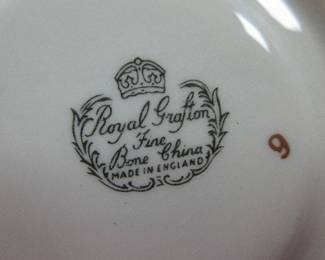 Royal Grafton
Fine
Bone China
MADE IN ENGLAND
9